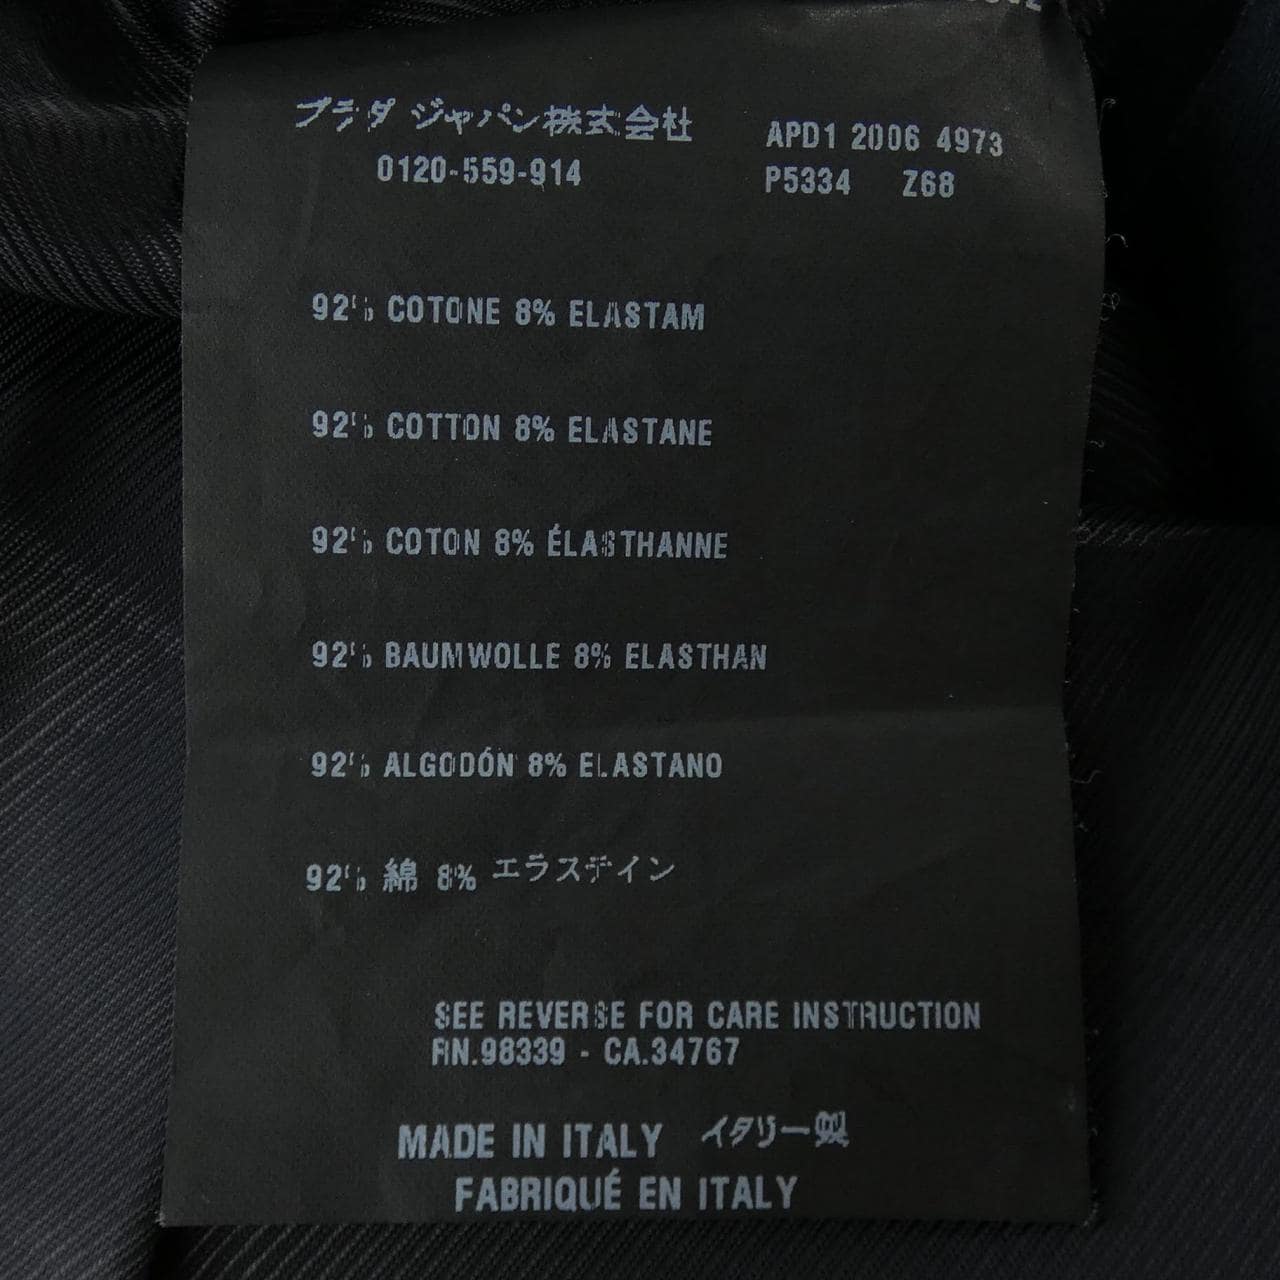 プラダ ジャパン株式会社
0120-559-914
APD1 2006 4973
P5334 Z68
92% COTONE 8% ELASTAM
92% COTTON 8% ELASTANE
92% COTON 8% ÉLASTHANNE
92% BAUMWOLLE 8% ELASTHAN
92% ALGODÓN 8% ELASTANO
92% 綿 8% エラステイン
SEE REVERSE FOR CARE INSTRUCTION
RN.98339 - CA.34767
MADE IN ITALY イタリー製
FABRIQUÉ EN ITALY